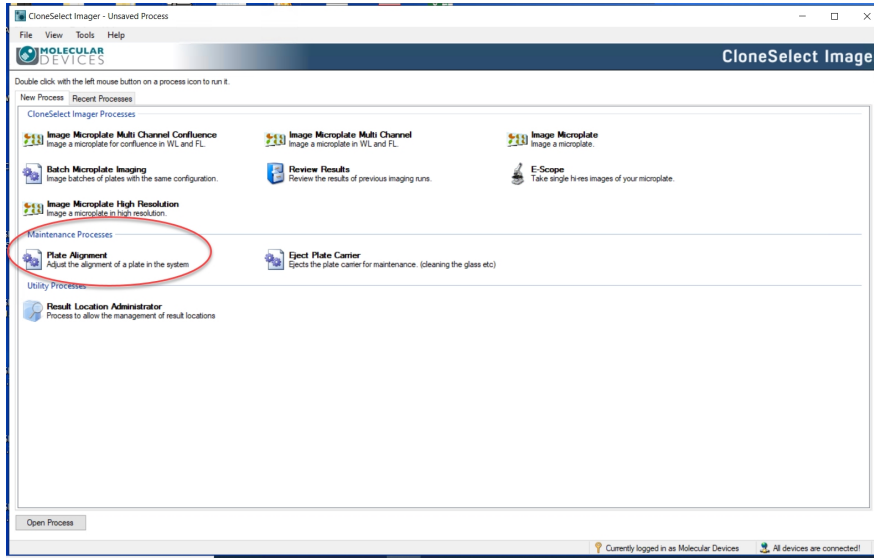 CloneSelect Imager - Unsaved Process
File View Tools Help
MOLECULAR
DEVICES
CloneSelect Image
Double click with the left mouse button on a process icon to run it.
New Process Recent Processes
CloneSelect Imager Processes
Image Microplate Multi Channel Confluence
Image a microplate for confluence in WL and FL.
Image Microplate Multi Channel
Image a microplate in WL and FL.
Image Microplate
Image a microplate.
Batch Microplate Imaging
Image batches of plates with the same configuration.
Review Results
Review the results of previous imaging runs.
E-Scope
Take single hi-res images of your microplate.
Image Microplate High Resolution
Image a microplate in high resolution.
Maintenance Processes
Plate Alignment
Adjust the alignment of a plate in the system
Eject Plate Carrier
Ejects the plate carrier for maintenance. (cleaning the glass etc)
Utility Processes
Result Location Administrator
Process to allow the management of result locations
Open Process
Currently logged in as Molecular Devices
All devices are connected!